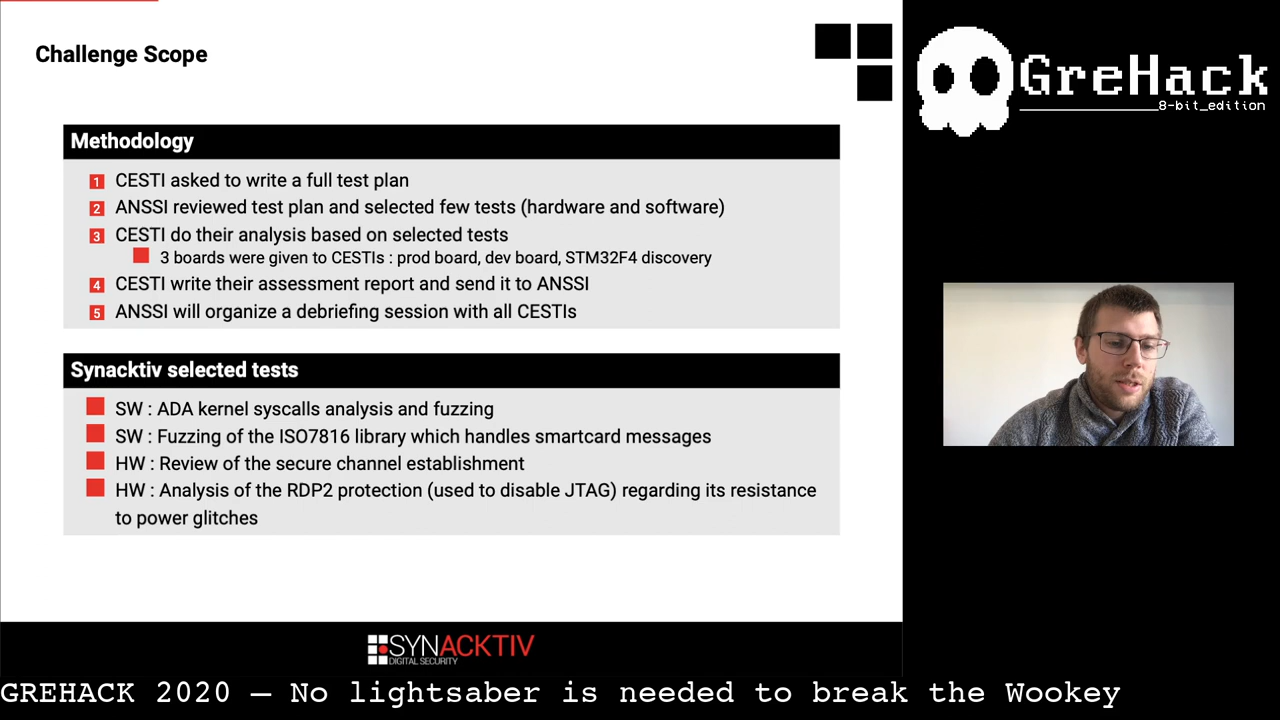 Challenge Scope
GreHack
8-bit_edition
Methodology
1 CESTI asked to write a full test plan
2 ANSSI reviewed test plan and selected few tests (hardware and software)
3 CESTI do their analysis based on selected tests
3 boards were given to CESTIs : prod board, dev board, STM32F4 discovery
4 CESTI write their assessment report and send it to ANSSI
5 ANSSI will organize a debriefing session with all CESTIs
Synacktiv selected tests
SW : ADA kernel syscalls analysis and fuzzing
SW : Fuzzing of the ISO7816 library which handles smartcard messages
HW : Review of the secure channel establishment
HW : Analysis of the RDP2 protection (used to disable JTAG) regarding its resistance
to power glitches
SYNACKTIV
DIGITAL SECURITY
GREHACK 2020 – No lightsaber is needed to break the Wookey